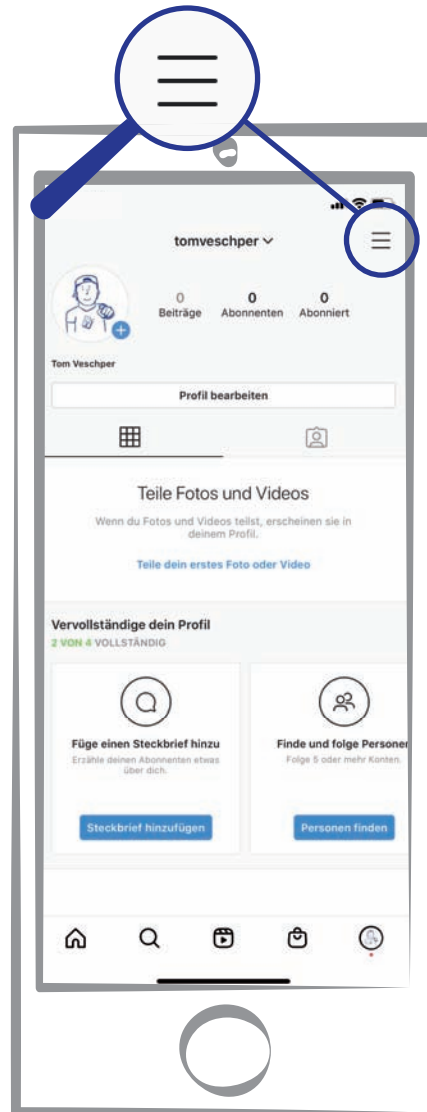 tomveschper
0 0 0
Beiträge Abonnenten Abonniert
Tom Veschper
Profil bearbeiten
Teile Fotos und Videos
Wenn du Fotos und Videos teilst, erscheinen sie in
deinem Profil.
Teile dein erstes Foto oder Video
Vervollständige dein Profil
2 VON 4 VOLLSTÄNDIG
Füge einen Steckbrief hinzu
Erzähle deinen Abonnenten etwas
über dich.
Steckbrief hinzufügen
Finde und folge Personen
Folge 5 oder mehr Konten.
Personen finden